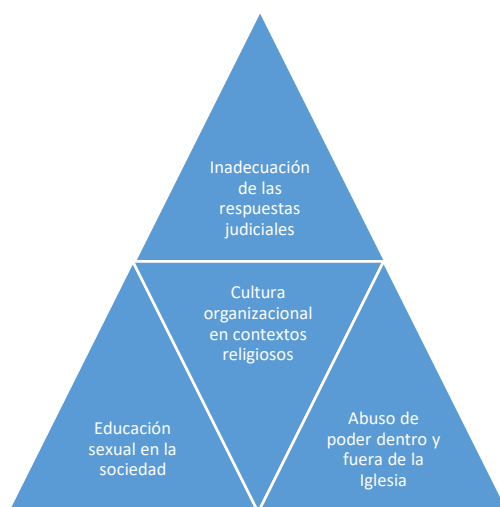 Inadecuación
de las
respuestas
judiciales
Cultura
organizacional
en contextos
religiosos
Educación
sexual en la
sociedad
Abuso de
poder dentro y
fuera de la
Iglesia